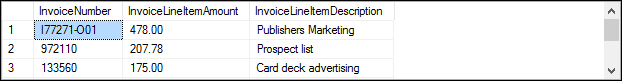 InvoiceNumber InvoiceLineItemAmount InvoiceLineItemDescription
1 I77271-O01 478.00 Publishers Marketing
2 972110 207.78 Prospect list
3 133560 175.00 Card deck advertising